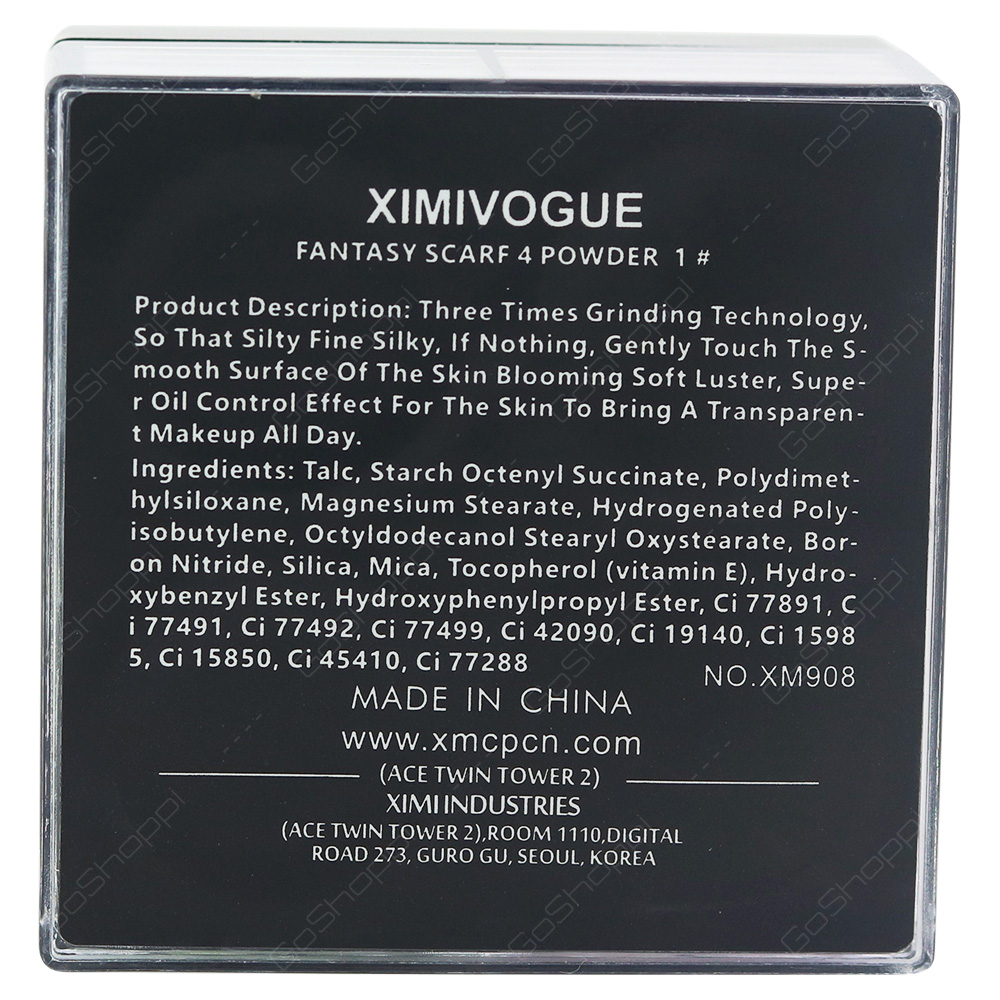 XIMIVOGUE
FANTASY SCARF 4 POWDER 1 #
Product Description: Three Times Grinding Technology,
So That Silty Fine Silky, If Nothing, Gently Touch The S-
mooth Surface Of The Skin Blooming Soft Luster, Supe-
r Oil Control Effect For The Skin To Bring A Transparen-
t Makeup All Day.
Ingredients: Talc, Starch Octenyl Succinate, Polydimet-
hylsiloxane, Magnesium Stearate, Hydrogenated Poly-
isobutylene, Octyldodecanol Stearyl Oxystearate, Bor-
on Nitride, Silica, Mica, Tocopherol (vitamin E), Hydro-
xybenzyl Ester, Hydroxyphenylpropyl Ester, Ci 77891, C
i 77491, Ci 77492, Ci 77499, Ci 42090, Ci 19140, Ci 1598
5, Ci 15850, Ci 45410, Ci 77288
NO.XM908
MADE IN CHINA
www.xmcpcn.com
(ACE TWIN TOWER 2)
XIMI INDUSTRIES
(ACE TWIN TOWER 2),ROOM 1110,DIGITAL
ROAD 273, GURO GU, SEOUL, KOREA
GoShoppi